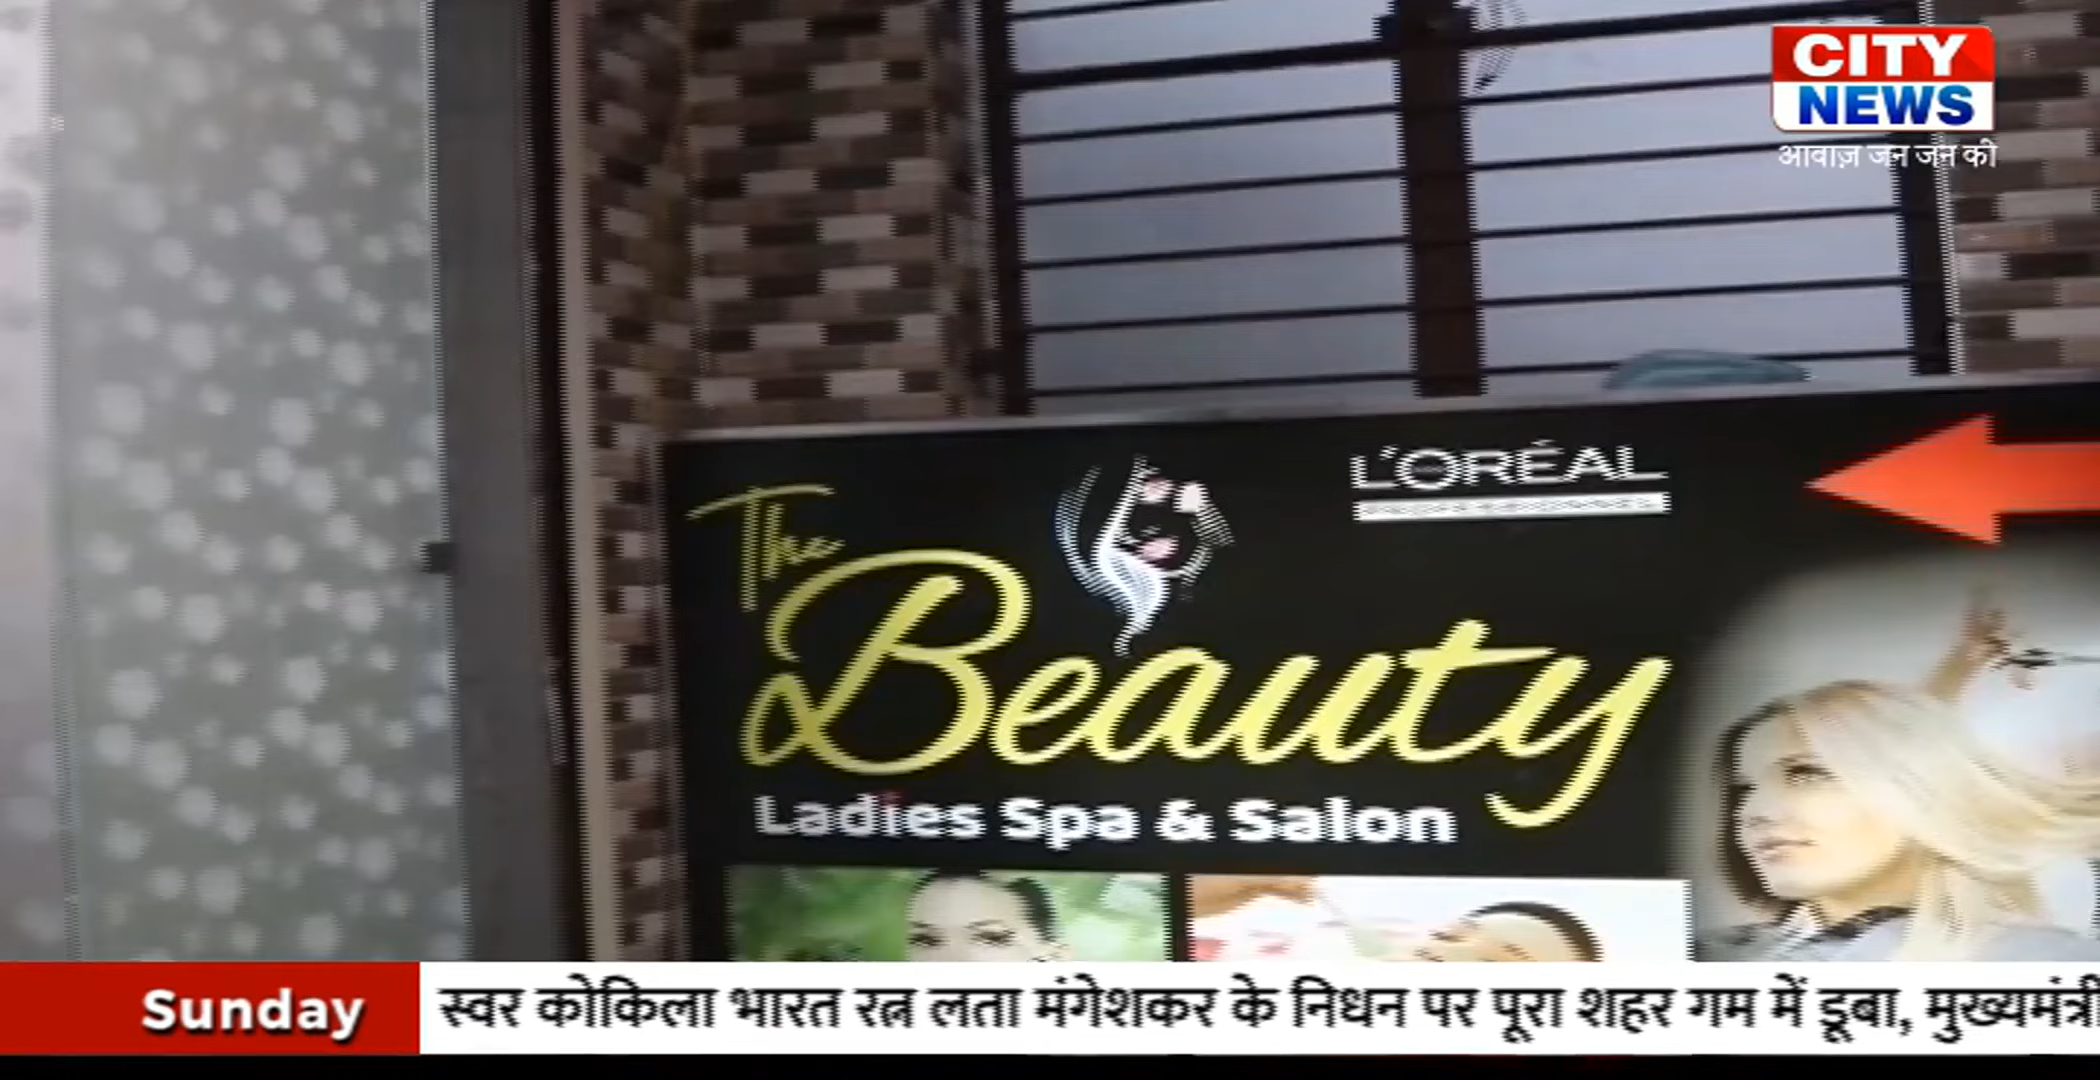 CITY
NEWS
आवाज़ जन जन की
L'ORÉAL
The
Beauty
Ladies Spa & Salon
Sunday
स्वर कोकिला भारत रत्न लता मंगेशकर के निधन पर पूरा शहर गम में डूबा, मुख्यमंत्री